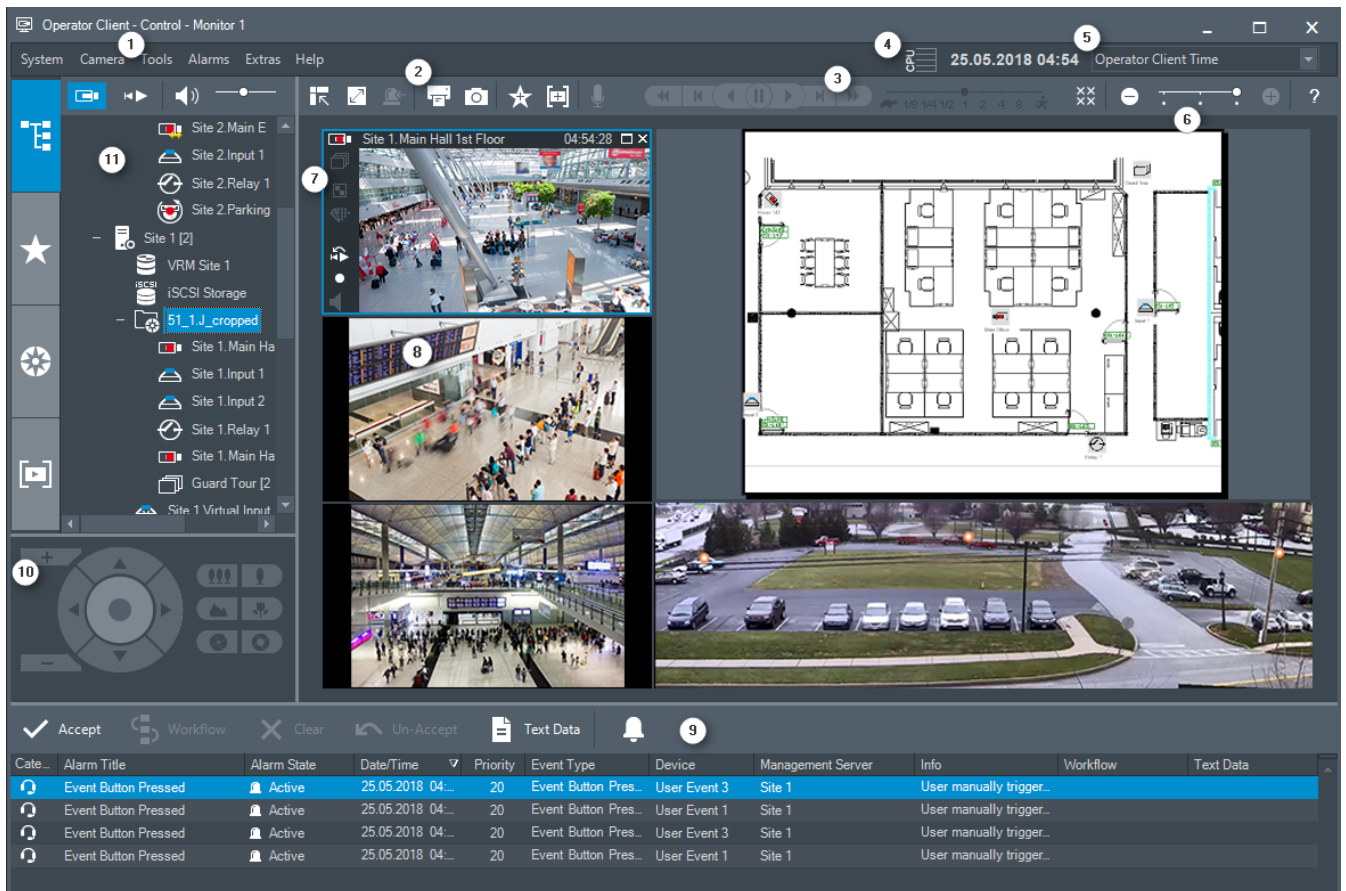 Operator Client - Control - Monitor 1
1
4
5
System Camera Tools Alarms Extras Help
CPU
25.05.2018 04:54
Operator Client Time
2
3
1/8 1/4 1/2 1 2 4 8
?
6
11
Site 2.Main E
Site 2.Input 1
Site 2.Relay 1
Site 2.Parking
Site 1 [2]
VRM Site 1
iSCSI
iSCSI Storage
51_1.J_cropped
Site 1.Main Ha
Site 1.Input 1
Site 1.Input 2
Site 1.Relay 1
Site 1.Main Ha
Guard Tour [2
Site 1.Virtual Input
7
Site 1.Main Hall 1st Floor 04:54:28
8
Guard Tour
Main Office
Input 1
Relay 1
10
Accept Workflow Clear Un-Accept Text Data
9
Cate... Alarm Title Alarm State Date/Time Priority Event Type Device Management Server Info Workflow Text Data
Event Button Pressed Active 25.05.2018 04:... 20 Event Button Pres... User Event 3 Site 1 User manually trigger...
Event Button Pressed Active 25.05.2018 04:... 20 Event Button Pres... User Event 1 Site 1 User manually trigger...
Event Button Pressed Active 25.05.2018 04:... 20 Event Button Pres... User Event 3 Site 1 User manually trigger...
Event Button Pressed Active 25.05.2018 04:... 20 Event Button Pres... User Event 1 Site 1 User manually trigger...